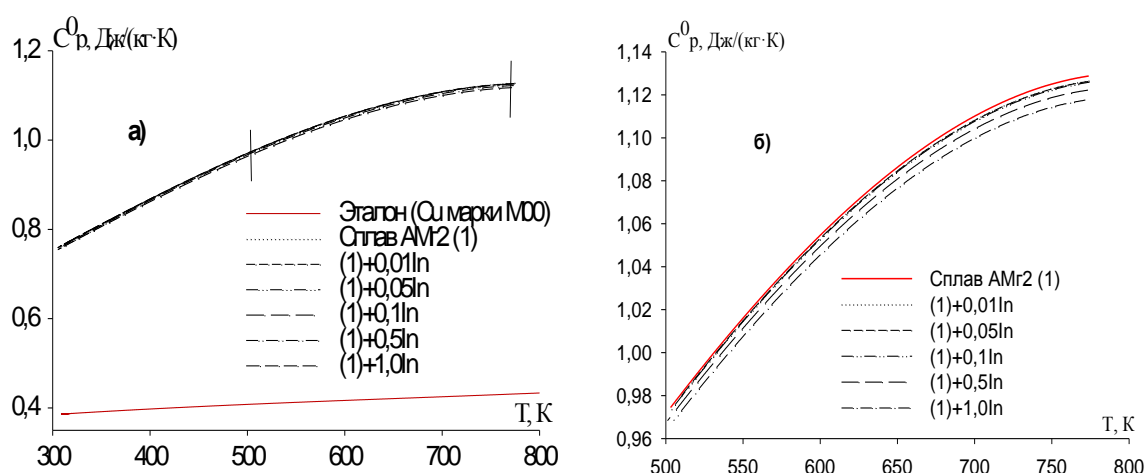 C⁰р, Дж/(кг·К)
1,2
1,0
0,8
0,6
0,4
а)
Эталон (Cu марки М00)
Сплав АМг2 (1)
(1)+0,01In
(1)+0,05In
(1)+0,1In
(1)+0,5In
(1)+1,0In
T, К
300 400 500 600 700 800
C⁰р, Дж/(кг·К)
1,14
1,12
1,10
1,08
1,06
1,04
1,02
1,00
0,98
0,96
б)
Сплав АМг2 (1)
(1)+0,01In
(1)+0,05In
(1)+0,1In
(1)+0,5In
(1)+1,0In
T, К
500 550 600 650 700 750 800